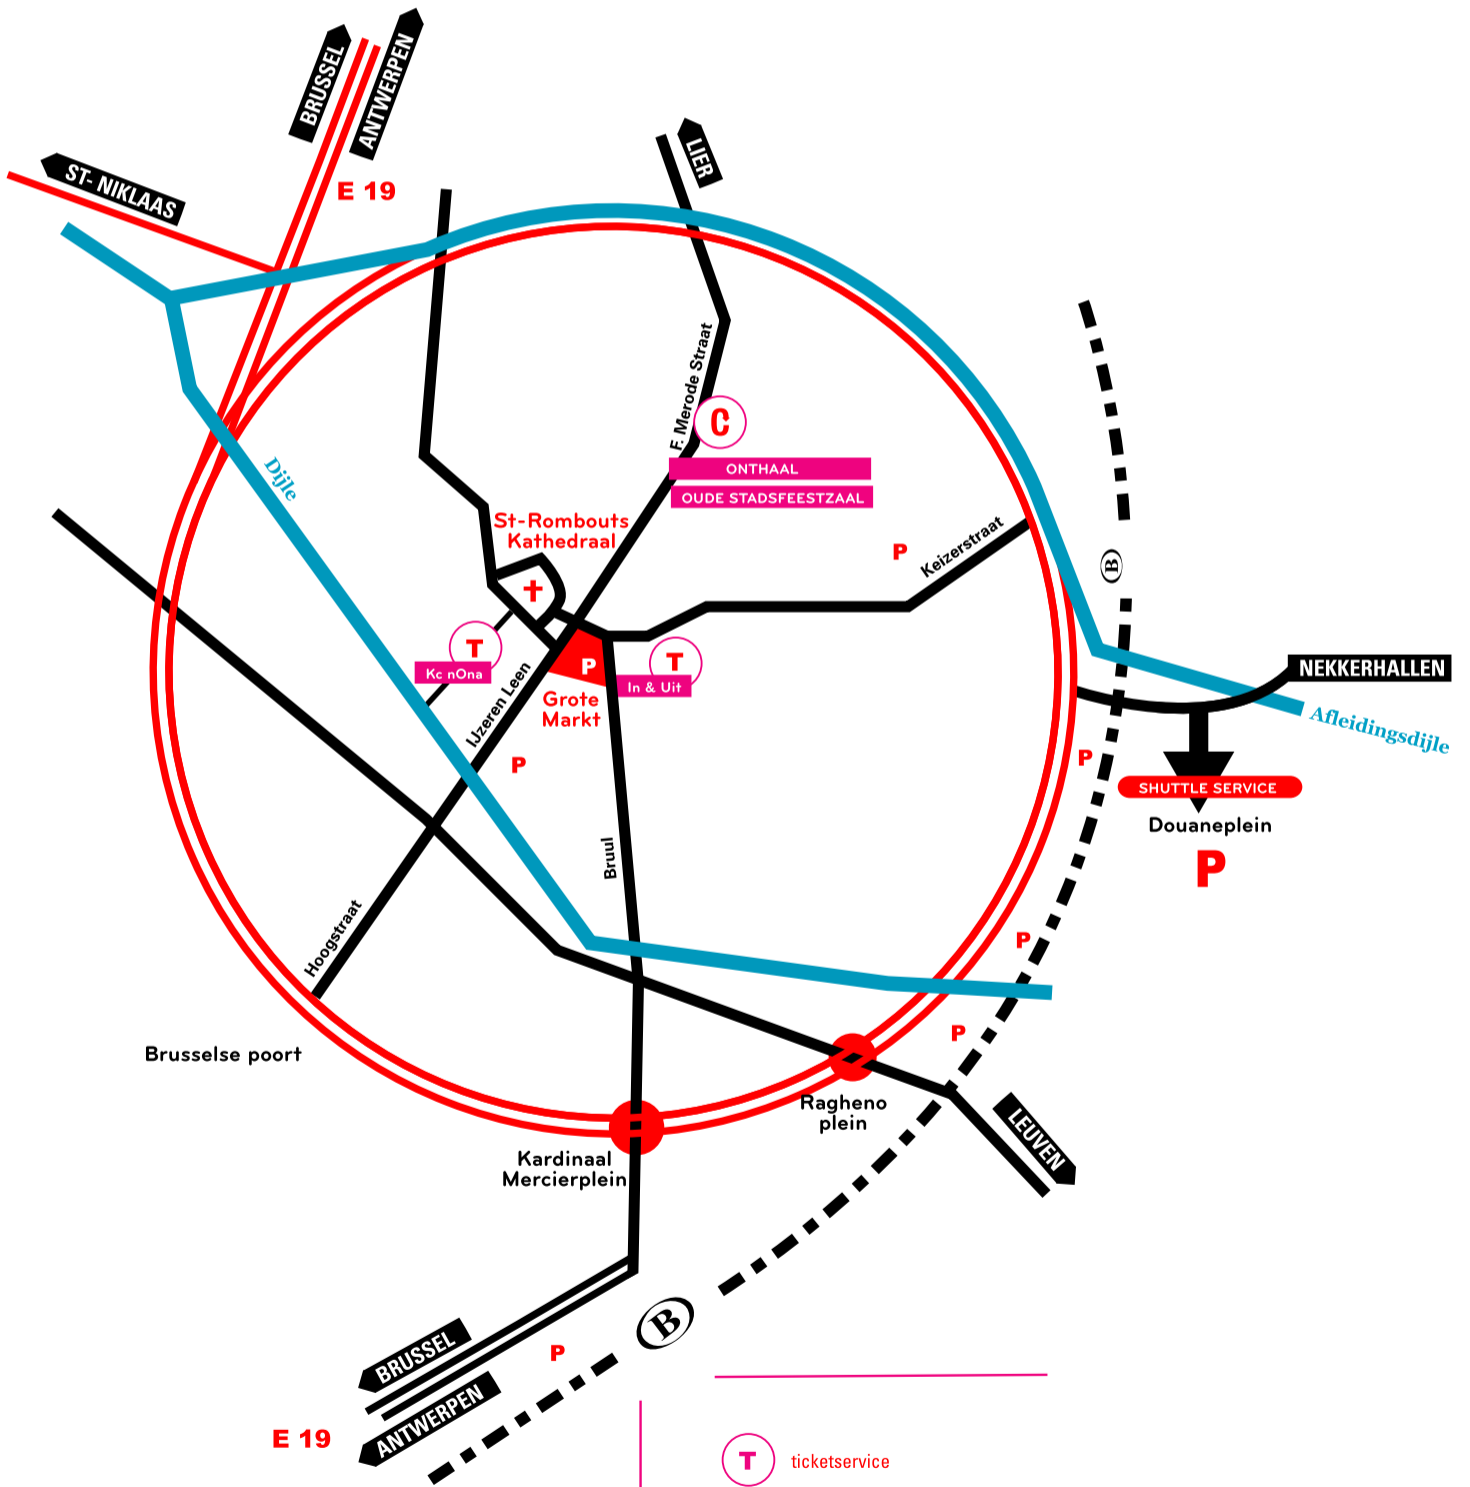 BRUSSEL
ANTWERPEN
E 19
ST- NIKLAAS
LIER
F. Merode Straat
C
ONTHAAL
OUDE STADSFEESTZAAL
Dijle
St-Rombouts
Kathedraal
P
Keizerstraat
B
T
Kc nOna
IJzeren Leen
P
T
In & Uit
Grote
Markt
NEKKERHALLEN
Afleidingsdijle
P
P
SHUTTLE SERVICE
Douaneplein
P
Bruul
Hoogstraat
P
P
Brusselse poort
Ragheno
plein
Kardinaal
Mercierplein
LEUVEN
B
BRUSSEL
P
ANTWERPEN
E 19
T ticketservice